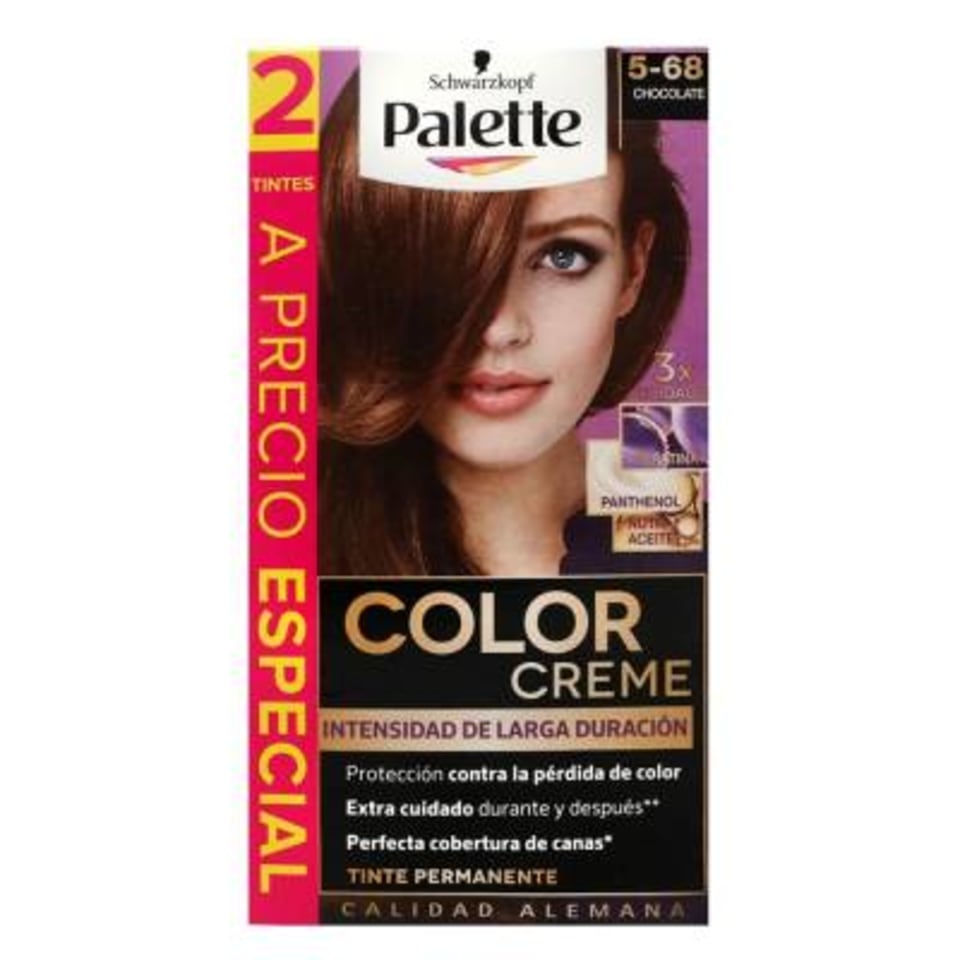 2
TINTES
A PRECIO ESPECIAL
Schwarzkopf
Palette
5-68
CHOCOLATE
3x
PANTHENOL
ACEITE
COLOR
CREME
INTENSIDAD DE LARGA DURACIÓN
Protección contra la pérdida de color
Extra cuidado durante y después**
Perfecta cobertura de canas*
TINTE PERMANENTE
CALIDAD ALEMANA